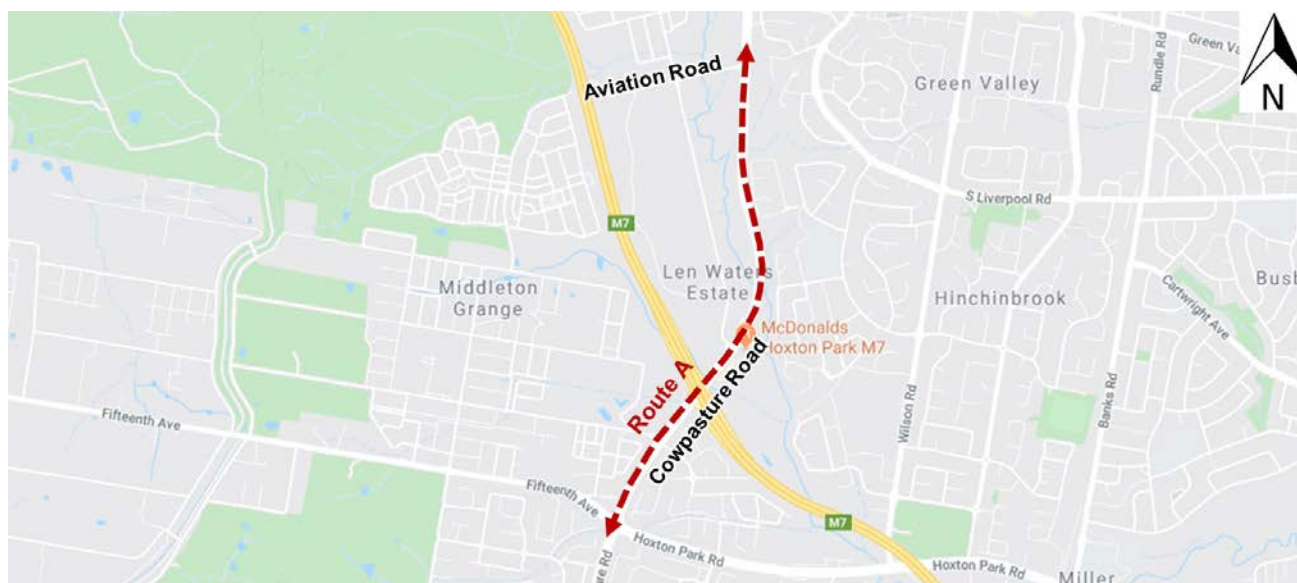 Aviation Road
Green Valley
Green Va
Rundle Rd
N
S Liverpool Rd
M7
Len Waters
Estate
Middleton
Grange
Hinchinbrook
Cartwright Ave
McDonalds
Hoxton Park M7
Route A
Cowpasture Road
Wilson Rd
Banks Rd
Fifteenth Ave
Fifteenth Ave
M7
Hoxton Park Rd
Hoxton Park Rd
Miller